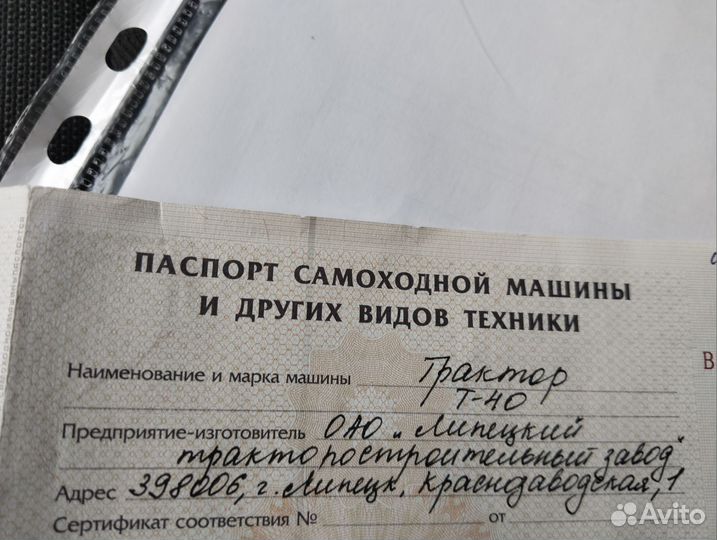 ПАСПОРТ САМОХОДНОЙ МАШИНЫ
И ДРУГИХ ВИДОВ ТЕХНИКИ
Наименование и марка машины Трактор
Т-40
Предприятие-изготовитель ОАО "Липецкий
тракторостроительный завод"
Адрес 398006, г. Липецк, Краснозаводская, 1
Сертификат соответствия № от
В
Avito